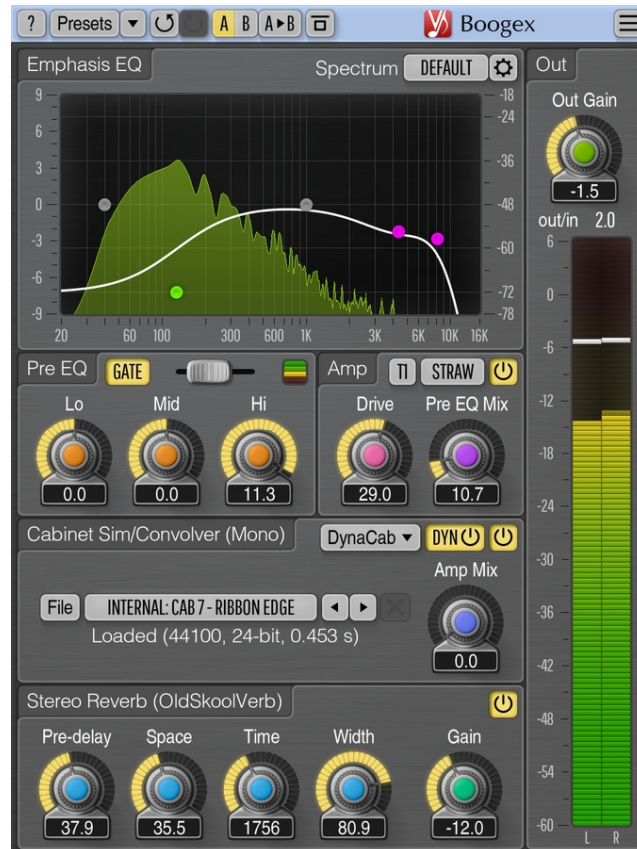 ? Presets A B A▸B Boogex
Emphasis EQ Spectrum DEFAULT Out
9 6 3 0 -3 -6 -9
-18 -24 -36 -48 -60 -72 -78
20 60 100 300 600 1K 3K 6K 10K 16K
Out Gain
-1.5
out/in 2.0
6 0 -6 -12 -18 -24 -30 -36 -42 -48 -54 -60
L R
Pre EQ GATE
Lo Mid Hi
0.0 0.0 11.3
Amp T1 STRAW
Drive Pre EQ Mix
29.0 10.7
Cabinet Sim/Convolver (Mono) DynaCab DYN
Amp Mix
File INTERNAL: CAB 7 - RIBBON EDGE
Loaded (44100, 24-bit, 0.453 s)
0.0
Stereo Reverb (OldSkoolVerb)
Pre-delay Space Time Width Gain
37.9 35.5 1756 80.9 -12.0